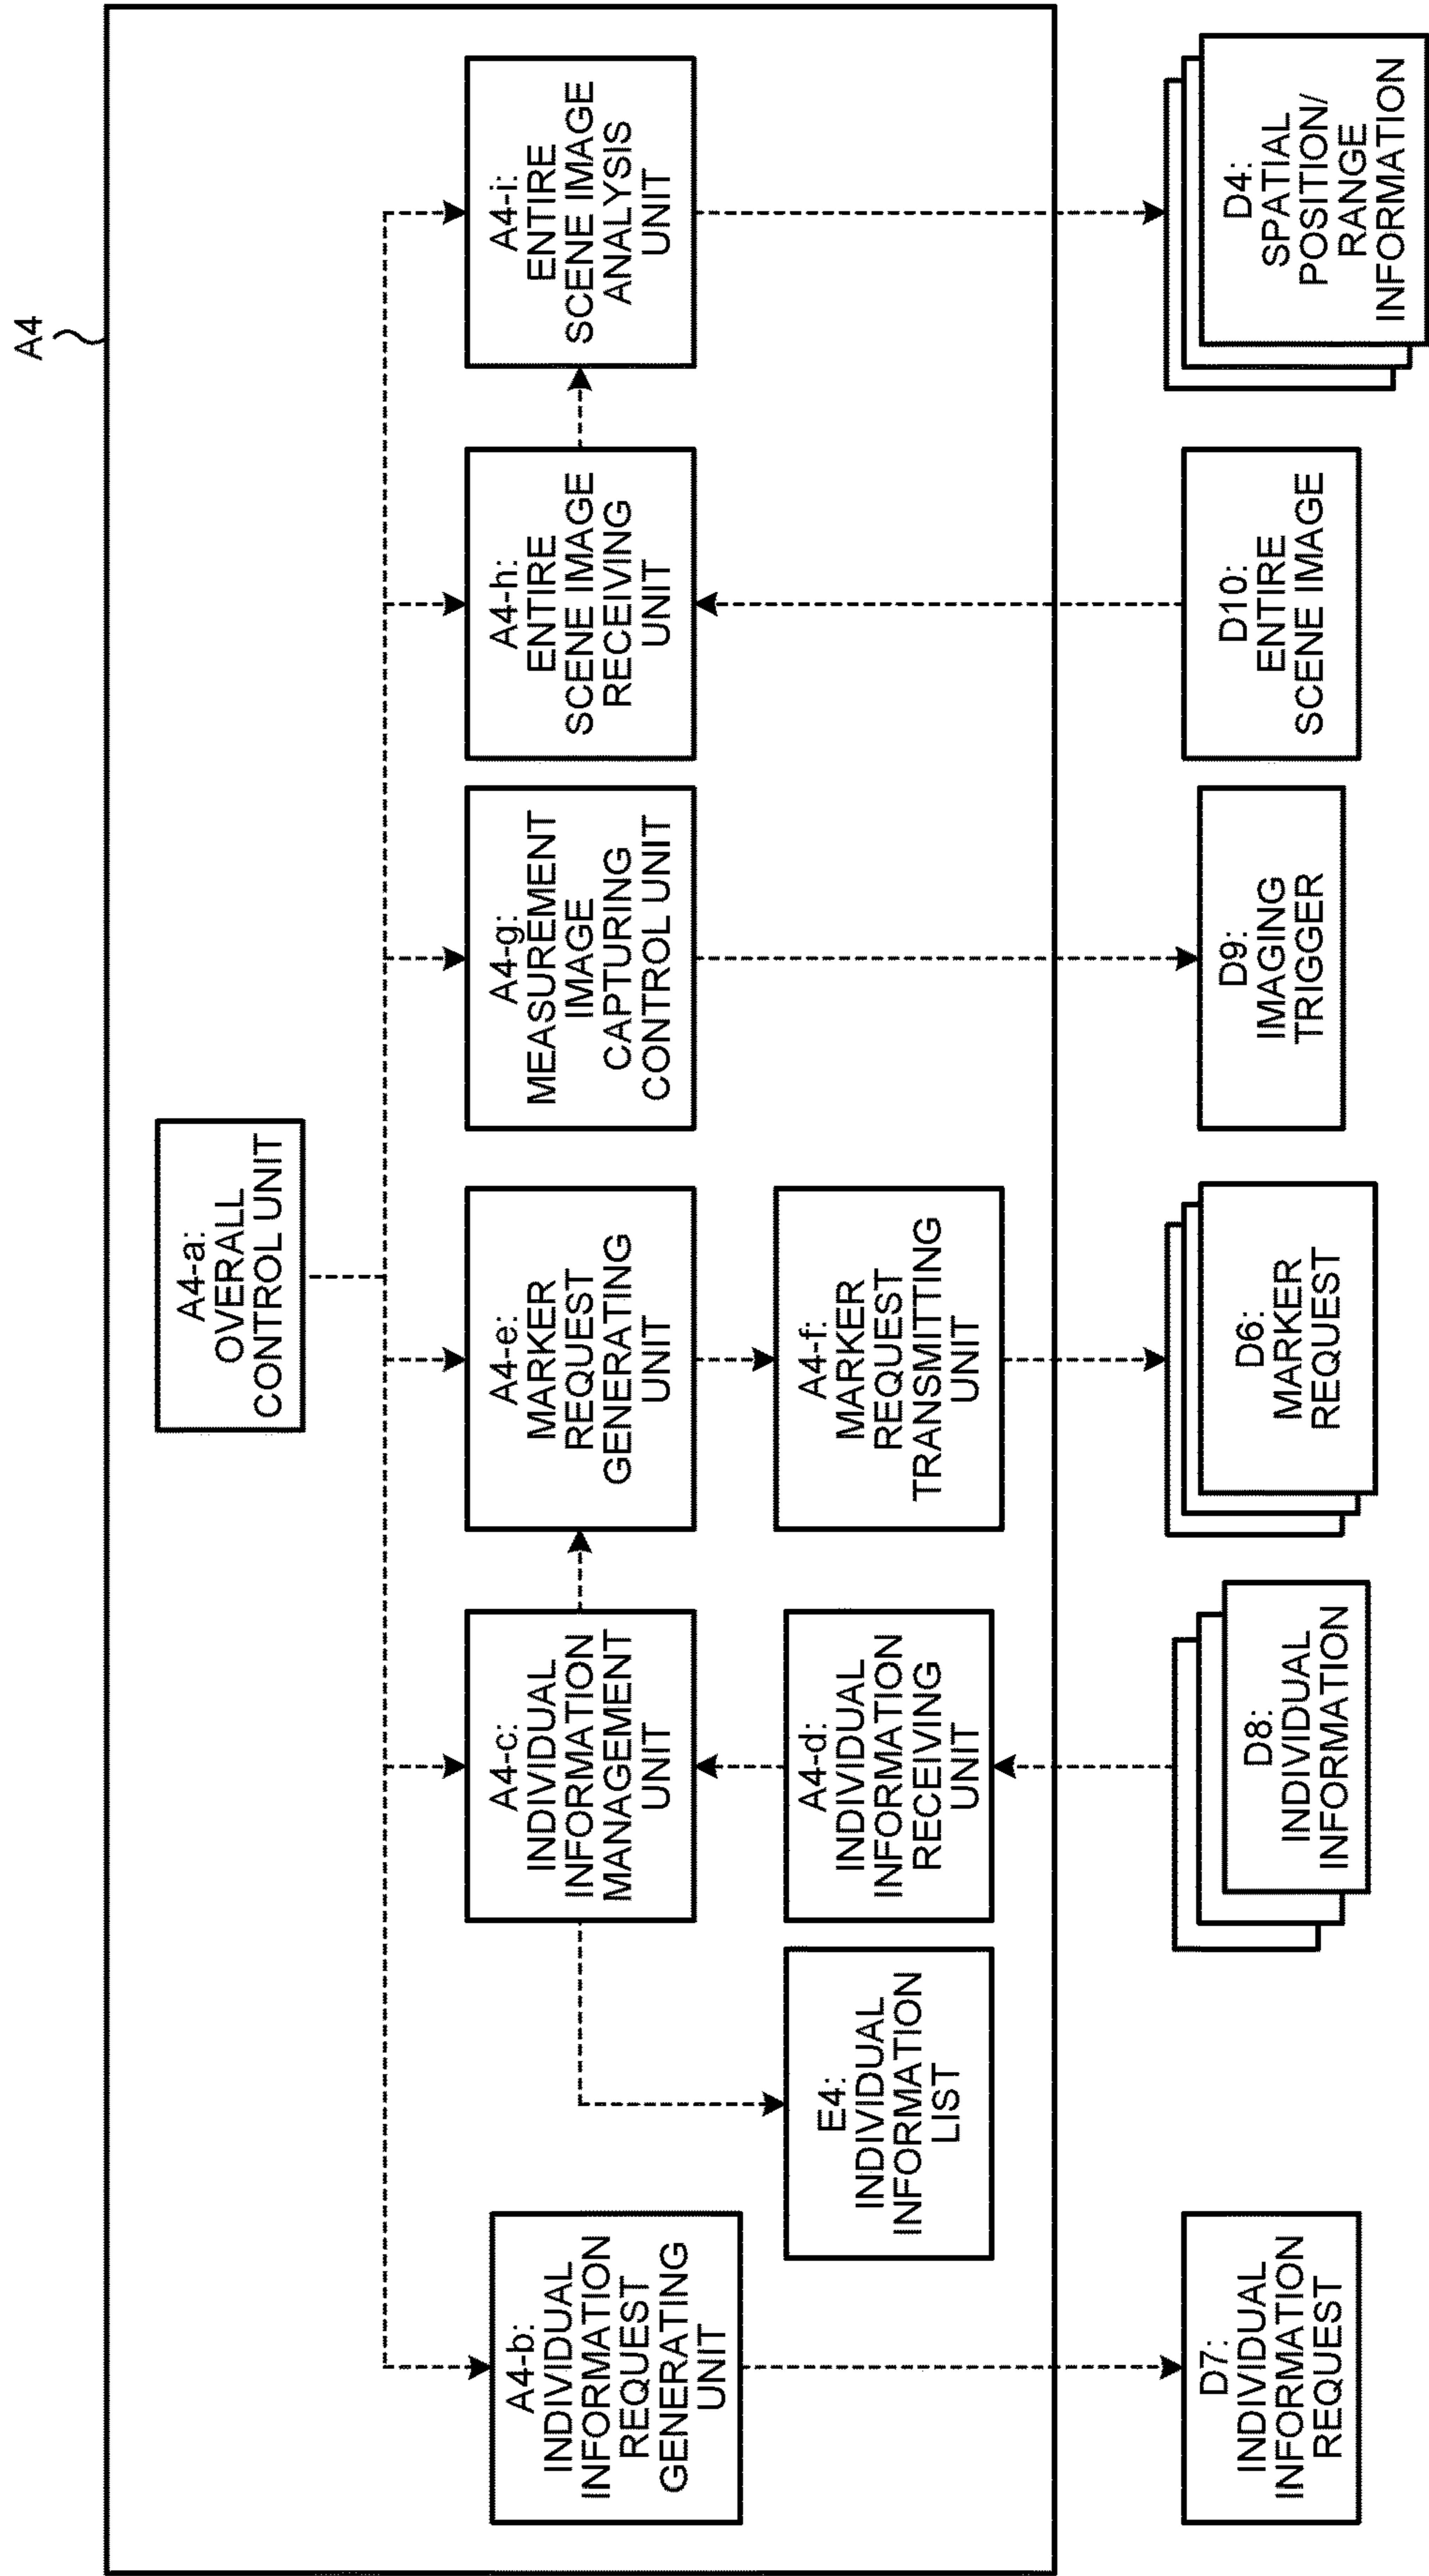 A4
A4-a:
OVERALL
CONTROL UNIT
A4-b:
INDIVIDUAL
INFORMATION
REQUEST
GENERATING
UNIT
A4-c:
INDIVIDUAL
INFORMATION
MANAGEMENT
UNIT
A4-e:
MARKER
REQUEST
GENERATING
UNIT
A4-g:
MEASUREMENT
IMAGE
CAPTURING
CONTROL UNIT
A4-h:
ENTIRE
SCENE IMAGE
RECEIVING
UNIT
A4-i:
ENTIRE
SCENE IMAGE
ANALYSIS
UNIT
E4:
INDIVIDUAL
INFORMATION
LIST
A4-d:
INDIVIDUAL
INFORMATION
RECEIVING
UNIT
A4-f:
MARKER
REQUEST
TRANSMITTING
UNIT
D7:
INDIVIDUAL
INFORMATION
REQUEST
D8:
INDIVIDUAL
INFORMATION
D6:
MARKER
REQUEST
D9:
IMAGING
TRIGGER
D10:
ENTIRE
SCENE IMAGE
D4:
SPATIAL
POSITION/
RANGE
INFORMATION